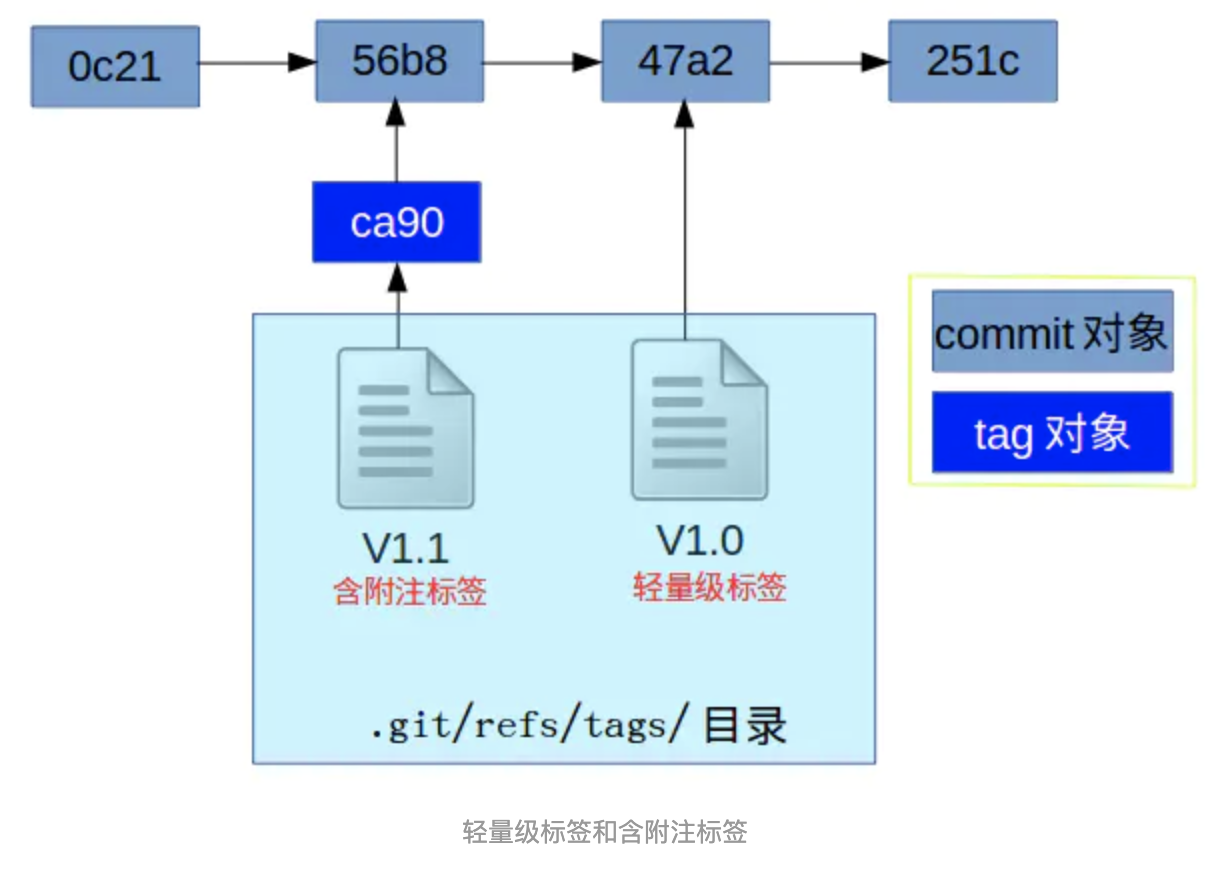 0c21
56b8
47a2
251c
ca90
commit 对象
tag 对象
V1.1
含附注标签
V1.0
轻量级标签
.git/refs/tags/ 目录
轻量级标签和含附注标签